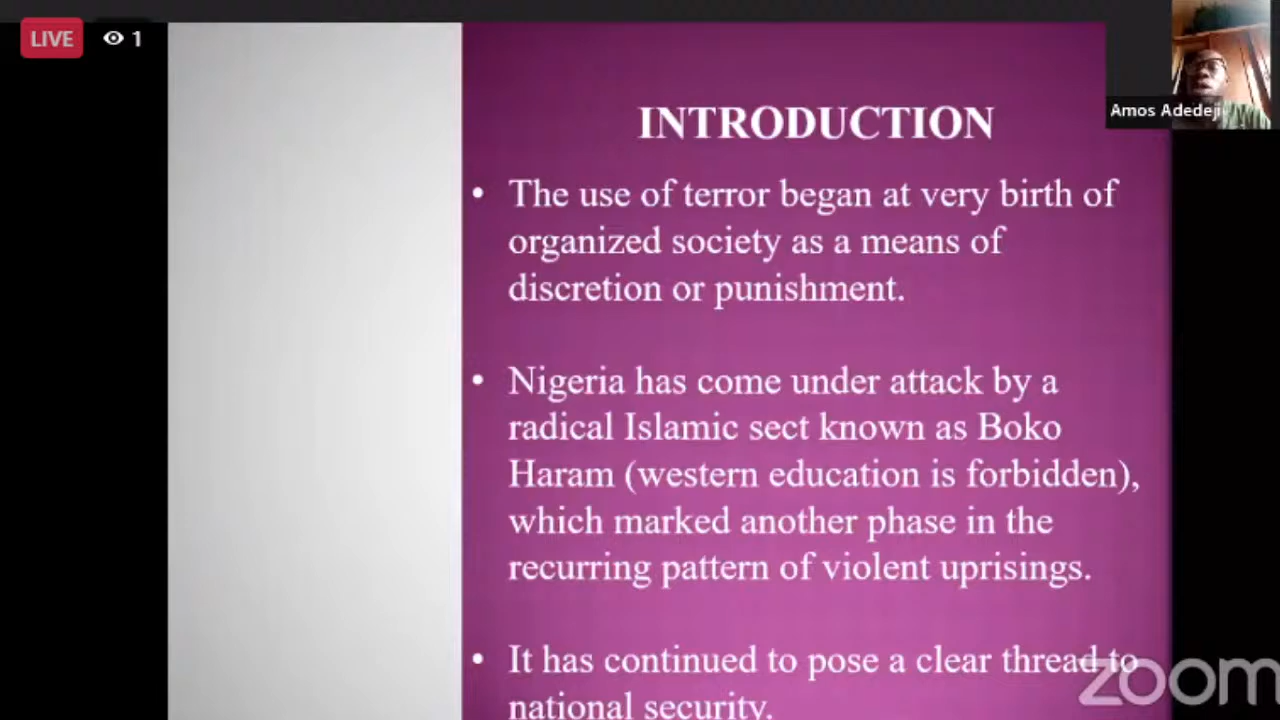 LIVE
1
Amos Adedeji
INTRODUCTION
• The use of terror began at very birth of
organized society as a means of
discretion or punishment.
• Nigeria has come under attack by a
radical Islamic sect known as Boko
Haram (western education is forbidden),
which marked another phase in the
recurring pattern of violent uprisings.
• It has continued to pose a clear thread to
national security.
zoom